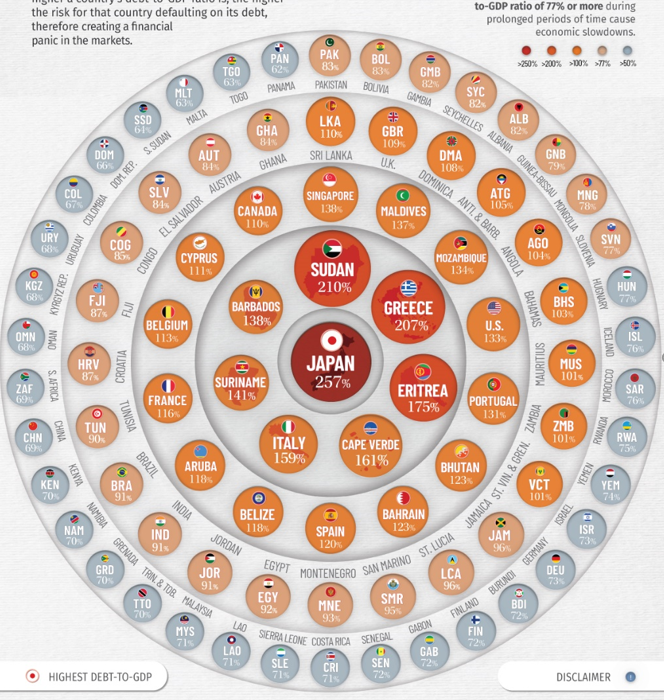 higher a country's debt-to-GDP ratio is, the higher
the risk for that country defaulting on its debt,
therefore creating a financial
panic in the markets.
to-GDP ratio of 77% or more during
prolonged periods of time cause
economic slowdowns.
>250% >200% >100% >77% >50%
JAPAN
257%
SUDAN
210%
GREECE
207%
ERITREA
175%
CAPE VERDE
161%
ITALY
159%
SURINAME
141%
BARBADOS
138%
SINGAPORE
138%
MALDIVES
137%
MOZAMBIQUE
134%
U.S.
133%
PORTUGAL
131%
BHUTAN
123%
BAHRAIN
123%
SPAIN
120%
BELIZE
118%
ARUBA
118%
FRANCE
116%
BELGIUM
113%
CYPRUS
111%
CANADA
110%
LKA
110%
SRI LANKA
GBR
109%
U.K.
DMA
108%
DOMINICA
ATG
105%
ANTI. & BARB.
AGO
104%
ANGOLA
BHS
103%
BAHAMAS
MUS
101%
MAURITIUS
ZMB
101%
ZAMBIA
VCT
101%
ST. VIN. & GREN.
JAM
96%
JAMAICA
LCA
96%
ST. LUCIA
SMR
95%
SAN MARINO
MNE
93%
MONTENEGRO
EGY
92%
EGYPT
JOR
91%
JORDAN
IND
91%
INDIA
BRA
91%
BRAZIL
TUN
90%
TUNISIA
HRV
87%
CROATIA
FJI
87%
FIJI
COG
85%
CONGO
SLV
84%
EL SALVADOR
AUT
84%
AUSTRIA
GHA
84%
GHANA
PAK
83%
PAKISTAN
BOL
83%
BOLIVIA
GMB
82%
GAMBIA
SYC
82%
SEYCHELLES
ALB
82%
ALBANIA
GNB
79%
GUINEA-BISSAU
MNG
78%
MONGOLIA
SVN
77%
SLOVENIA
HUN
77%
HUGNARY
ISL
76%
ICELAND
SAR
76%
MOROCCO
RWA
75%
RWANDA
YEM
74%
YEMEN
ISR
73%
ISRAEL
DEU
73%
GERMANY
BDI
72%
BURUNDI
FIN
72%
FINLAND
GAB
72%
GABON
SEN
72%
SENEGAL
CRI
71%
COSTA RICA
SLE
71%
SIERRA LEONE
LAO
71%
LAO
MYS
71%
MALAYSIA
TTO
70%
TRIN. & TOB.
GRD
70%
GRENADA
NAM
70%
NAMIBIA
KEN
70%
KENYA
CHN
69%
CHINA
ZAF
69%
S. AFRICA
OMN
68%
OMAN
KGZ
68%
KYRGYZ REP.
URY
68%
URUGUAY
COL
67%
COLOMBIA
DOM
66%
DOM. REP.
SSD
64%
S. SUDAN
MLT
63%
MALTA
TGO
63%
TOGO
PAN
62%
PANAMA
HIGHEST DEBT-TO-GDP
DISCLAIMER